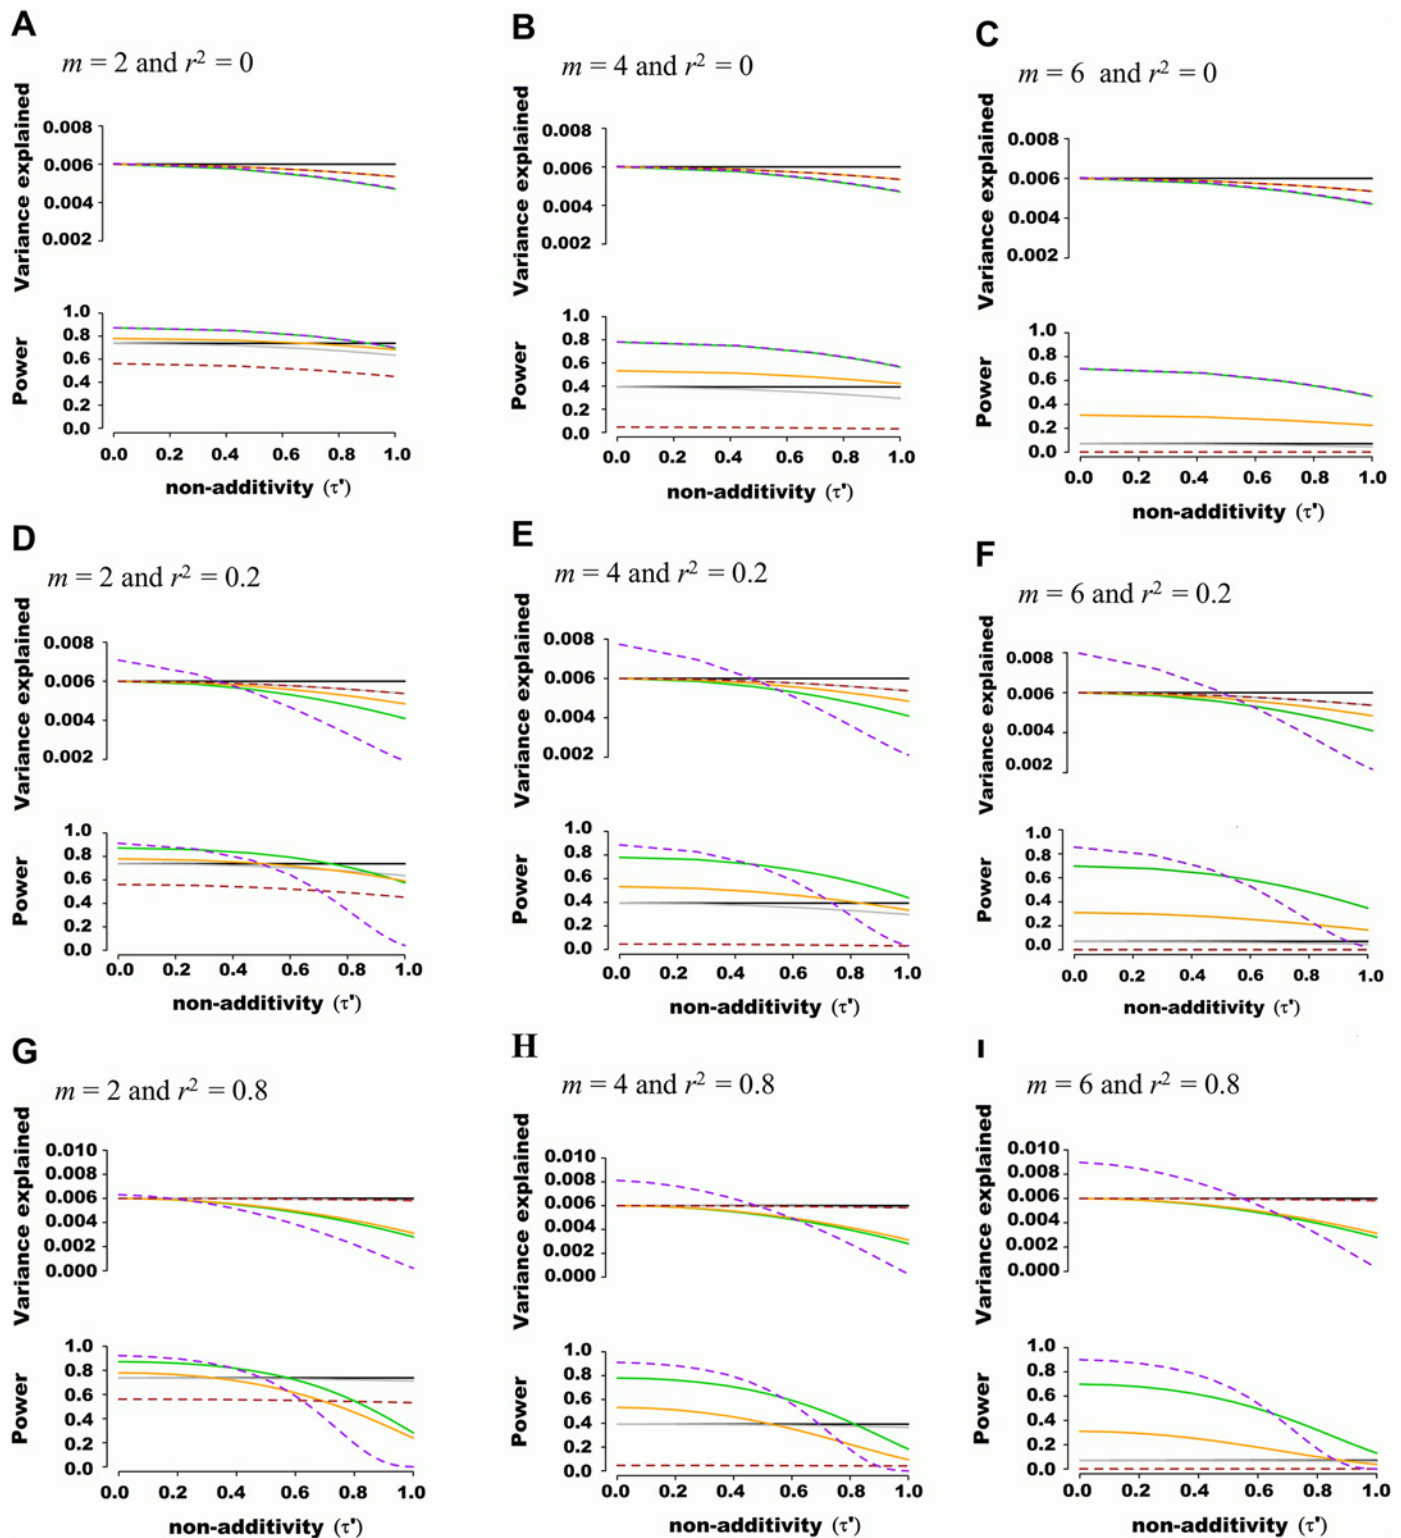 A
m = 2 and r² = 0
Variance explained
0.008
0.006
0.004
0.002
Power
1.0
0.8
0.6
0.4
0.2
0.0
0.0 0.2 0.4 0.6 0.8 1.0
non-additivity (τ')
B
m = 4 and r² = 0
Variance explained
0.008
0.006
0.004
0.002
Power
1.0
0.8
0.6
0.4
0.2
0.0
0.0 0.2 0.4 0.6 0.8 1.0
non-additivity (τ')
C
m = 6 and r² = 0
Variance explained
0.008
0.006
0.004
0.002
Power
1.0
0.8
0.6
0.4
0.2
0.0
0.0 0.2 0.4 0.6 0.8 1.0
non-additivity (τ')
D
m = 2 and r² = 0.2
Variance explained
0.008
0.006
0.004
0.002
Power
1.0
0.8
0.6
0.4
0.2
0.0
0.0 0.2 0.4 0.6 0.8 1.0
non-additivity (τ')
E
m = 4 and r² = 0.2
Variance explained
0.008
0.006
0.004
0.002
Power
1.0
0.8
0.6
0.4
0.2
0.0
0.0 0.2 0.4 0.6 0.8 1.0
non-additivity (τ')
F
m = 6 and r² = 0.2
Variance explained
0.008
0.006
0.004
0.002
Power
1.0
0.8
0.6
0.4
0.2
0.0
0.0 0.2 0.4 0.6 0.8 1.0
non-additivity (τ')
G
m = 2 and r² = 0.8
Variance explained
0.010
0.008
0.006
0.004
0.002
0.000
Power
1.0
0.8
0.6
0.4
0.2
0.0
0.0 0.2 0.4 0.6 0.8 1.0
non-additivity (τ')
H
m = 4 and r² = 0.8
Variance explained
0.010
0.008
0.006
0.004
0.002
0.000
Power
1.0
0.8
0.6
0.4
0.2
0.0
0.0 0.2 0.4 0.6 0.8 1.0
non-additivity (τ')
I
m = 6 and r² = 0.8
Variance explained
0.010
0.008
0.006
0.004
0.002
0.000
Power
1.0
0.8
0.6
0.4
0.2
0.0
0.0 0.2 0.4 0.6 0.8 1.0
non-additivity (τ')